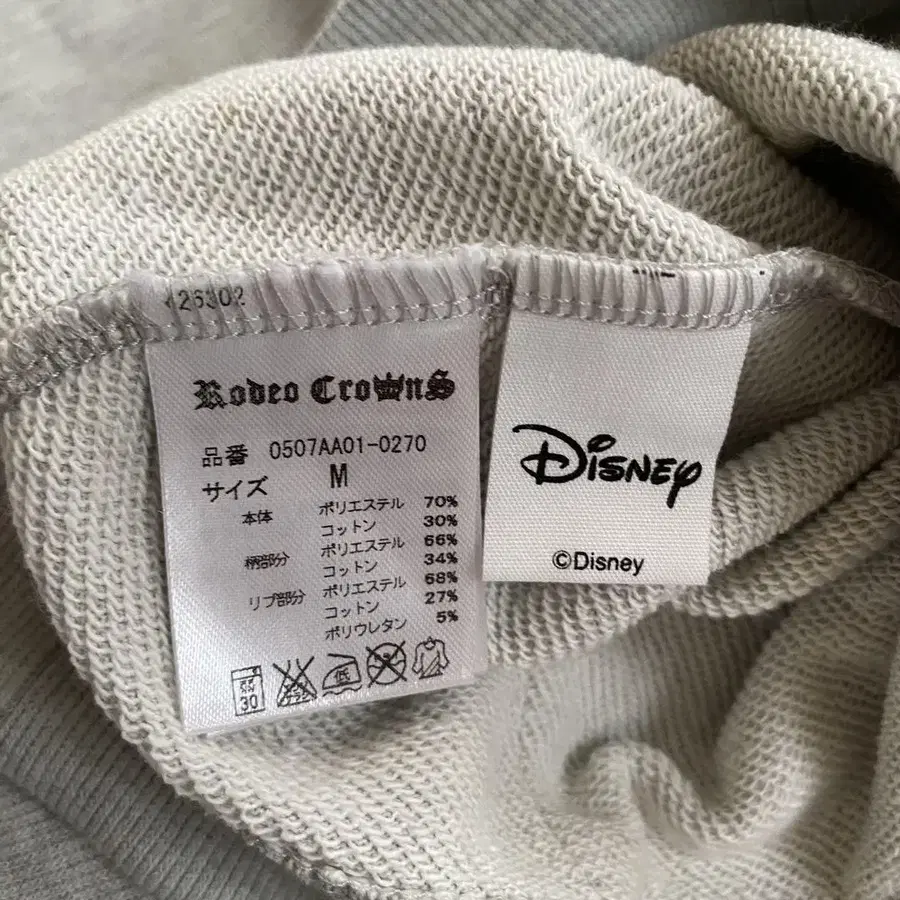 126302
Rodeo Crowns
品番 0507AA01-0270
サイズ M
本体 ポリエステル 70%
コットン 30%
柄部分 ポリエステル 66%
コットン 34%
リブ部分 ポリエステル 68%
コットン 27%
ポリウレタン 5%
30
低
Disney
©Disney